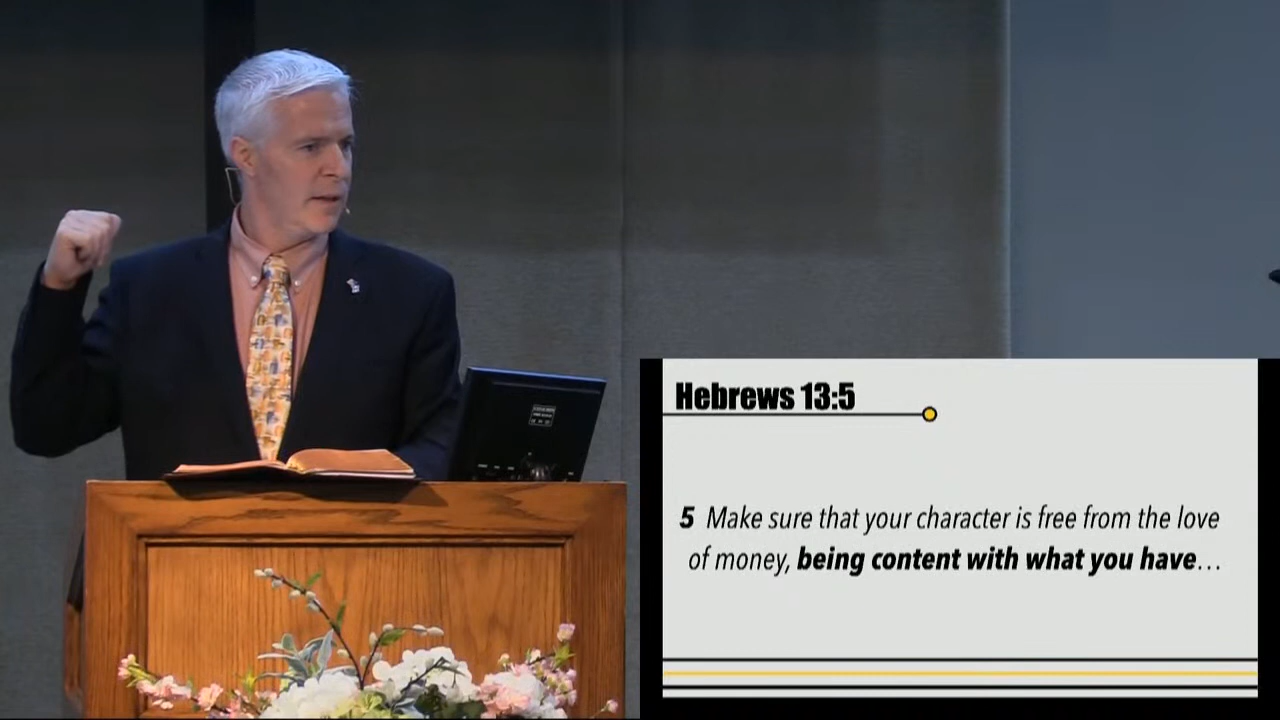 Hebrews 13:5
5 Make sure that your character is free from the love
of money, being content with what you have…